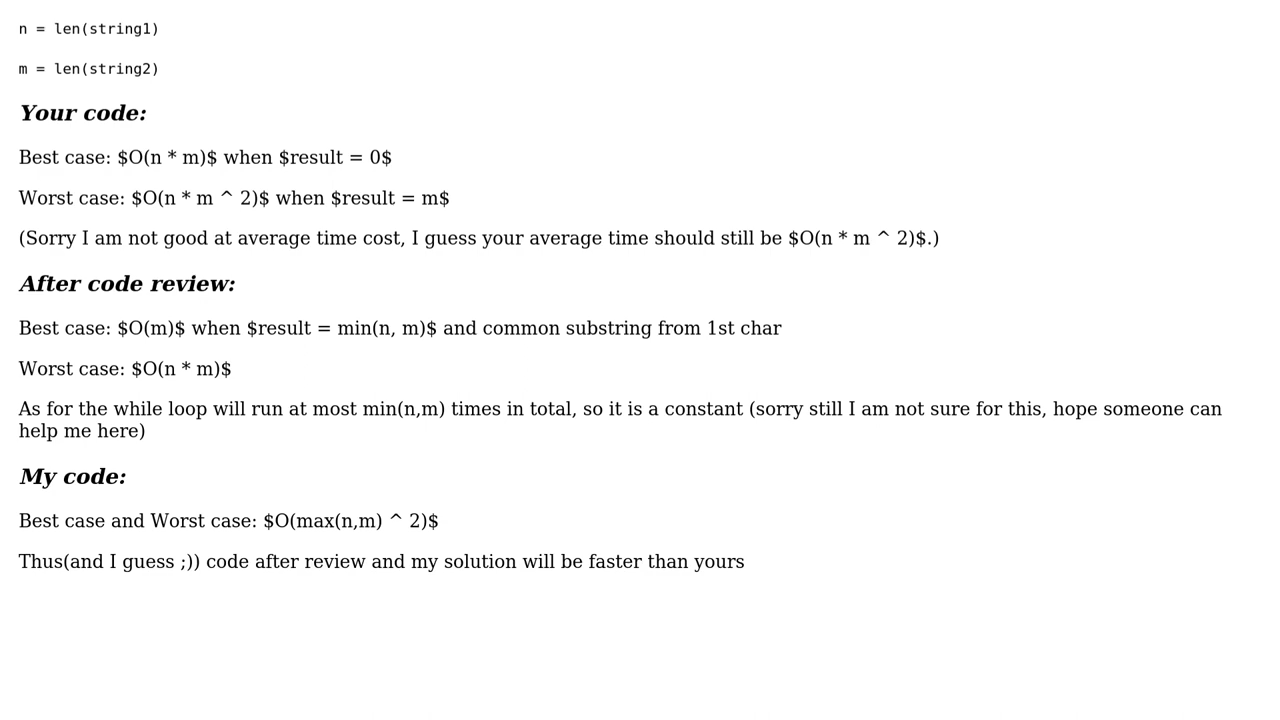 n = len(string1)
m = len(string2)
Your code:
Best case: $O(n * m)$ when $result = 0$
Worst case: $O(n * m ^ 2)$ when $result = m$
(Sorry I am not good at average time cost, I guess your average time should still be $O(n * m ^ 2)$.)
After code review:
Best case: $O(m)$ when $result = min(n, m)$ and common substring from 1st char
Worst case: $O(n * m)$
As for the while loop will run at most min(n,m) times in total, so it is a constant (sorry still I am not sure for this, hope someone can
help me here)
My code:
Best case and Worst case: $O(max(n,m) ^ 2)$
Thus(and I guess ;)) code after review and my solution will be faster than yours